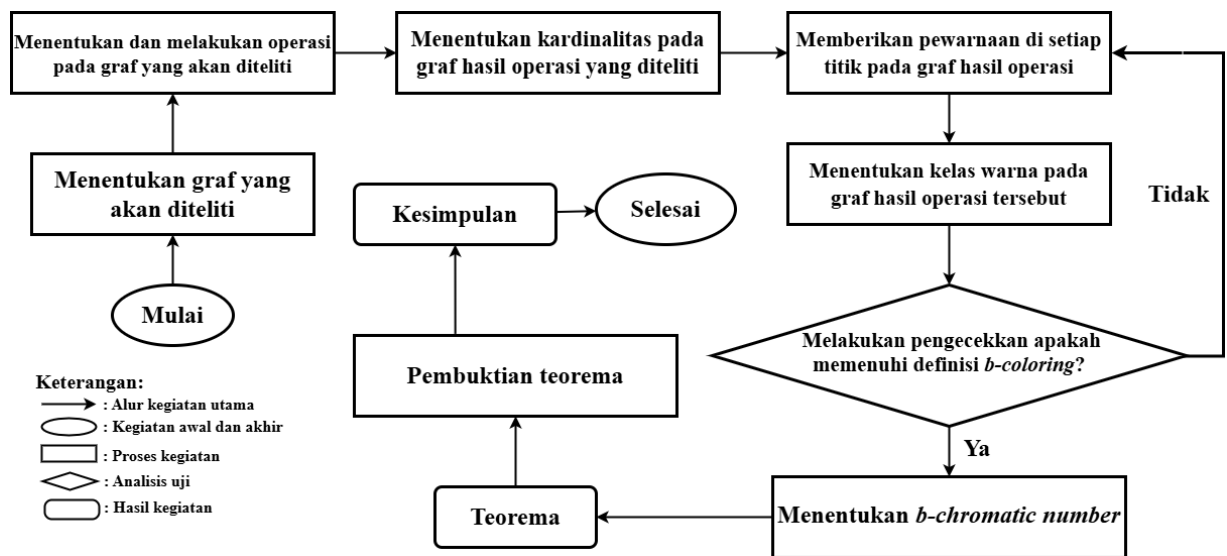 Menentukan dan melakukan operasi
pada graf yang akan diteliti
Menentukan kardinalitas pada
graf hasil operasi yang diteliti
Memberikan pewarnaan di setiap
titik pada graf hasil operasi
Menentukan graf yang
akan diteliti
Kesimpulan
Selesai
Menentukan kelas warna pada
graf hasil operasi tersebut
Tidak
Mulai
Melakukan pengecekkan apakah
memenuhi definisi b-coloring?
Pembuktian teorema
Keterangan:
: Alur kegiatan utama
: Kegiatan awal dan akhir
: Proses kegiatan
: Analisis uji
: Hasil kegiatan
Ya
Teorema
Menentukan b-chromatic number